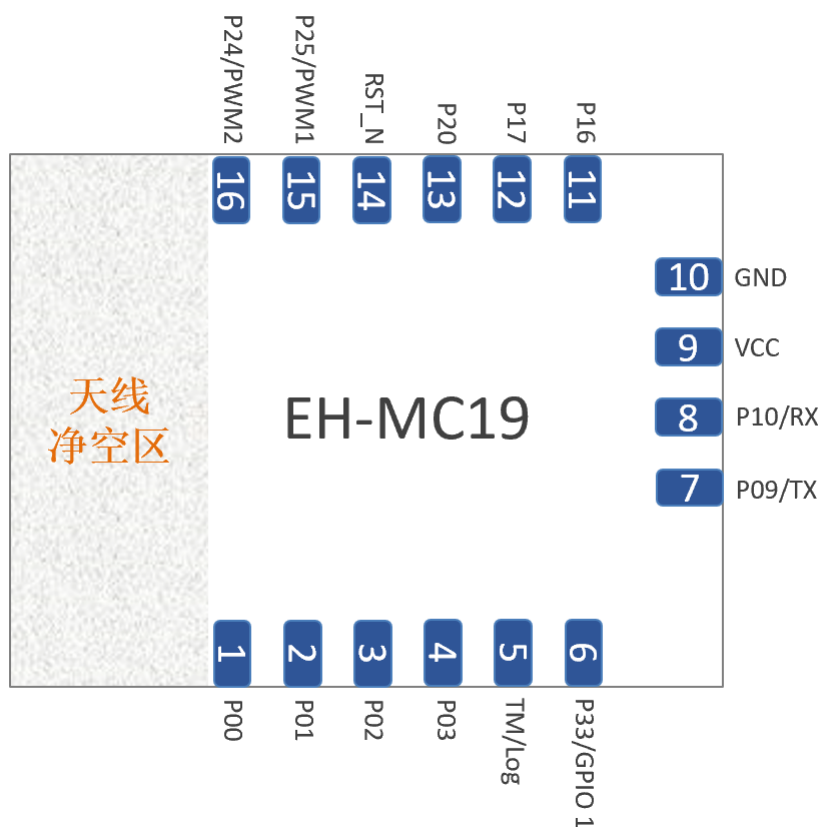 P24/PWM2
P25/PWM1
RST_N
P20
P17
P16
16
15
14
13
12
11
10
GND
9
VCC
天线
净空区
EH-MC19
8
P10/RX
7
P09/TX
1
2
3
4
5
6
P00
P01
P02
P03
TM/Log
P33/GPIO 1